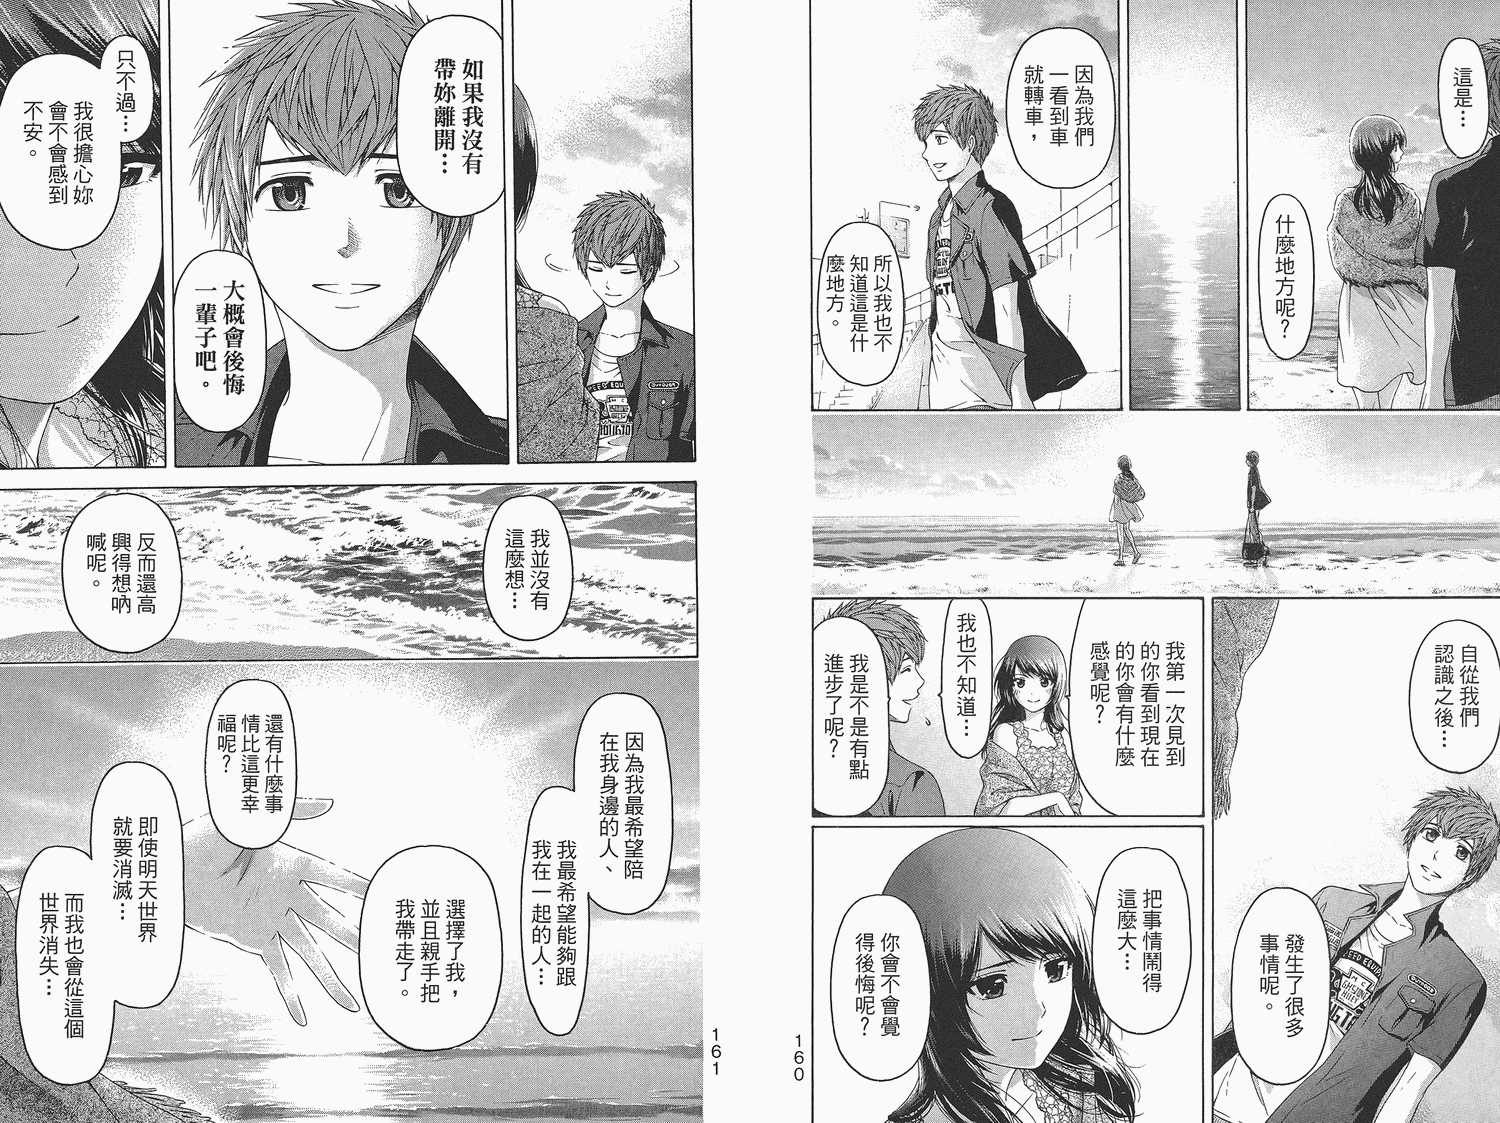 這是…
什麼地方呢?
因為我們
一看到車
就轉車，
所以我也不
知道這是什
麼地方。
自從我們
認識之後…
發生了很多
事情呢。
我第一次見到
的你看到現在
的你會有什麼
感覺呢?
我也不知道…
我是不是有點
進步了呢?
把事情鬧得
這麼大…
你會不會覺
得後悔呢?
160
如果我沒有
帶妳離開…
大概會後悔
一輩子吧。
只不過…
我很擔心妳
會不會感到
不安。
我並沒有
這麼想…
反而還高
興得想吶
喊呢。
因為我最希望陪
在我身邊的人、
我最希望能夠跟
我在一起的人…
選擇了我，
並且親手把
我帶走了。
還有什麼事
情比這更幸
福呢?
即使明天世界
就要消滅…
而我也會從這個
世界消失…
161